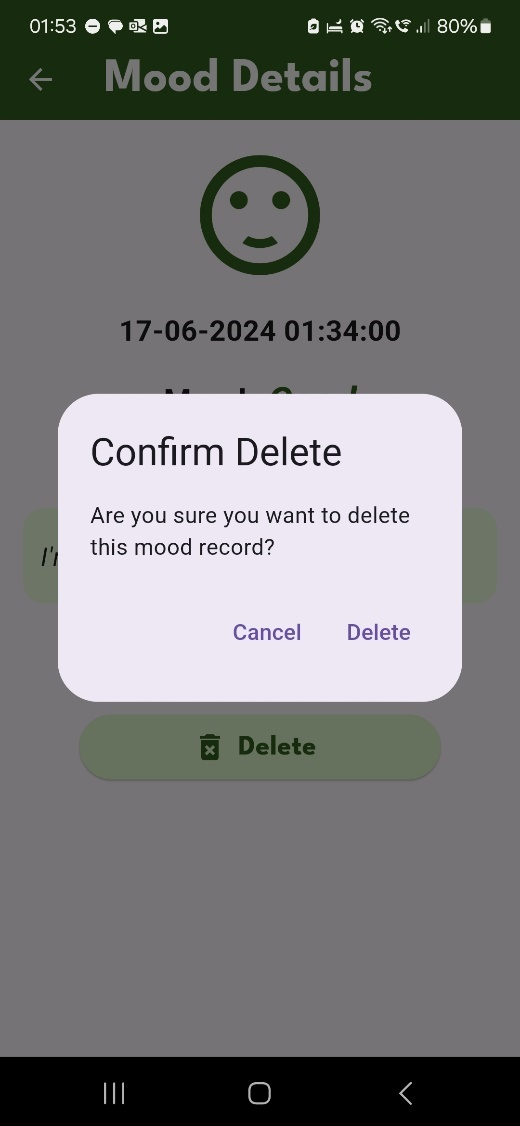 01:53 80%
Mood Details
17-06-2024 01:34:00
Confirm Delete
Are you sure you want to delete
this mood record?
Cancel Delete
Delete